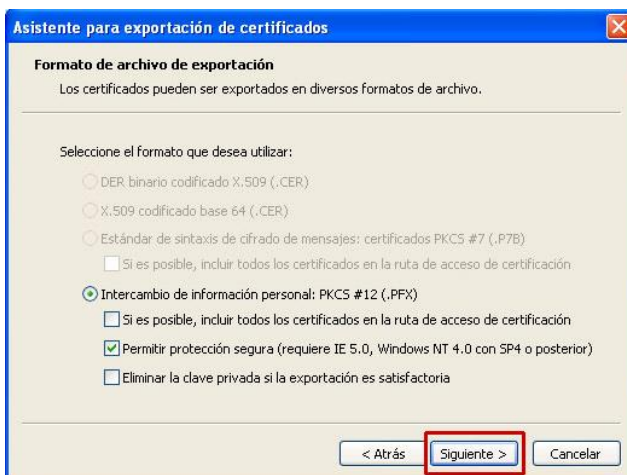 Asistente para exportación de certificados
Formato de archivo de exportación
Los certificados pueden ser exportados en diversos formatos de archivo.
Seleccione el formato que desea utilizar:
DER binario codificado X.509 (.CER)
X.509 codificado base 64 (.CER)
Estándar de sintaxis de cifrado de mensajes: certificados PKCS #7 (.P7B)
Si es posible, incluir todos los certificados en la ruta de acceso de certificación
Intercambio de información personal: PKCS #12 (.PFX)
Si es posible, incluir todos los certificados en la ruta de acceso de certificación
Permitir protección segura (requiere IE 5.0, Windows NT 4.0 con SP4 o posterior)
Eliminar la clave privada si la exportación es satisfactoria
< Atrás Siguiente > Cancelar